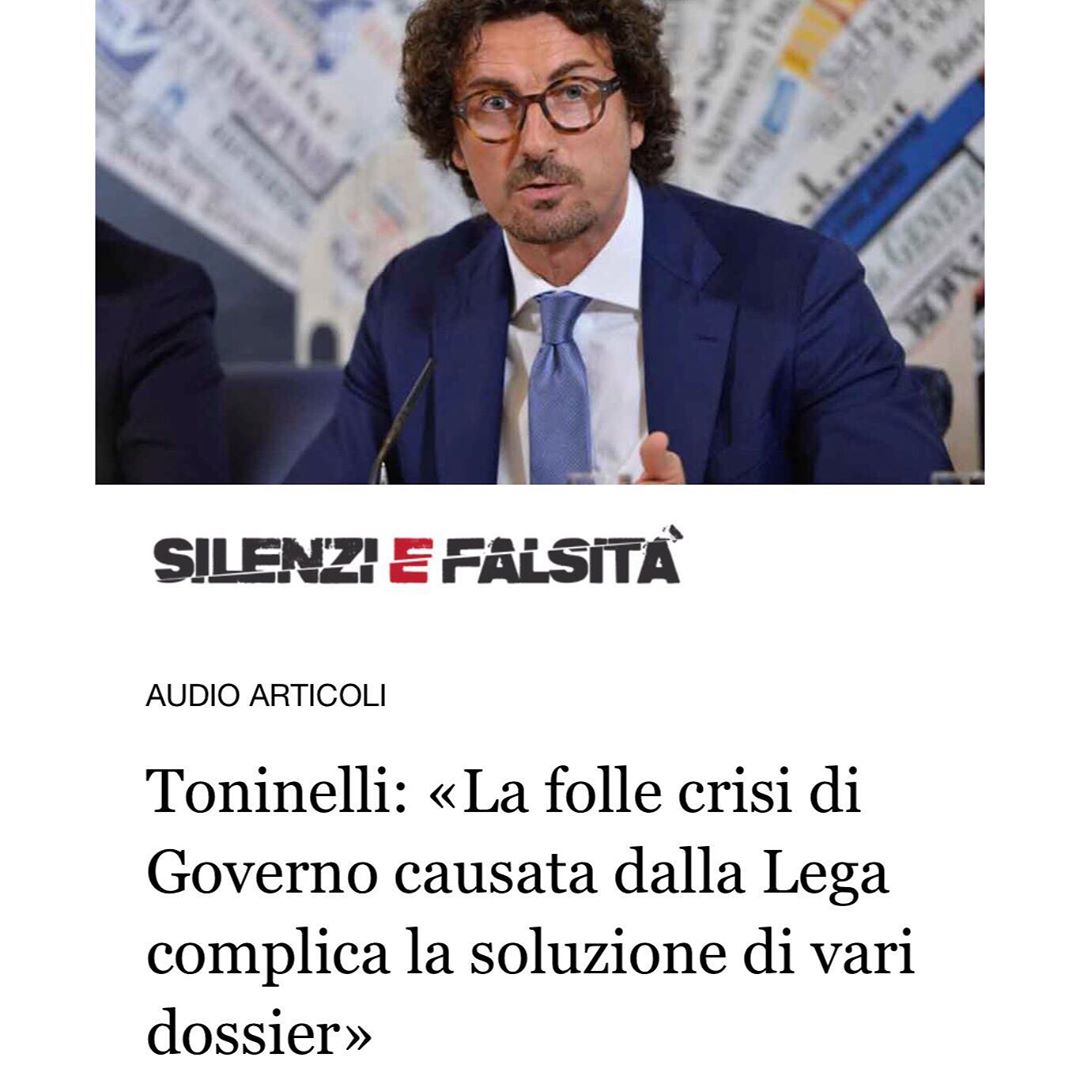 GENEVE
SILENZI E FALSITÀ
AUDIO ARTICOLI
Toninelli: «La folle crisi di
Governo causata dalla Lega
complica la soluzione di vari
dossier»